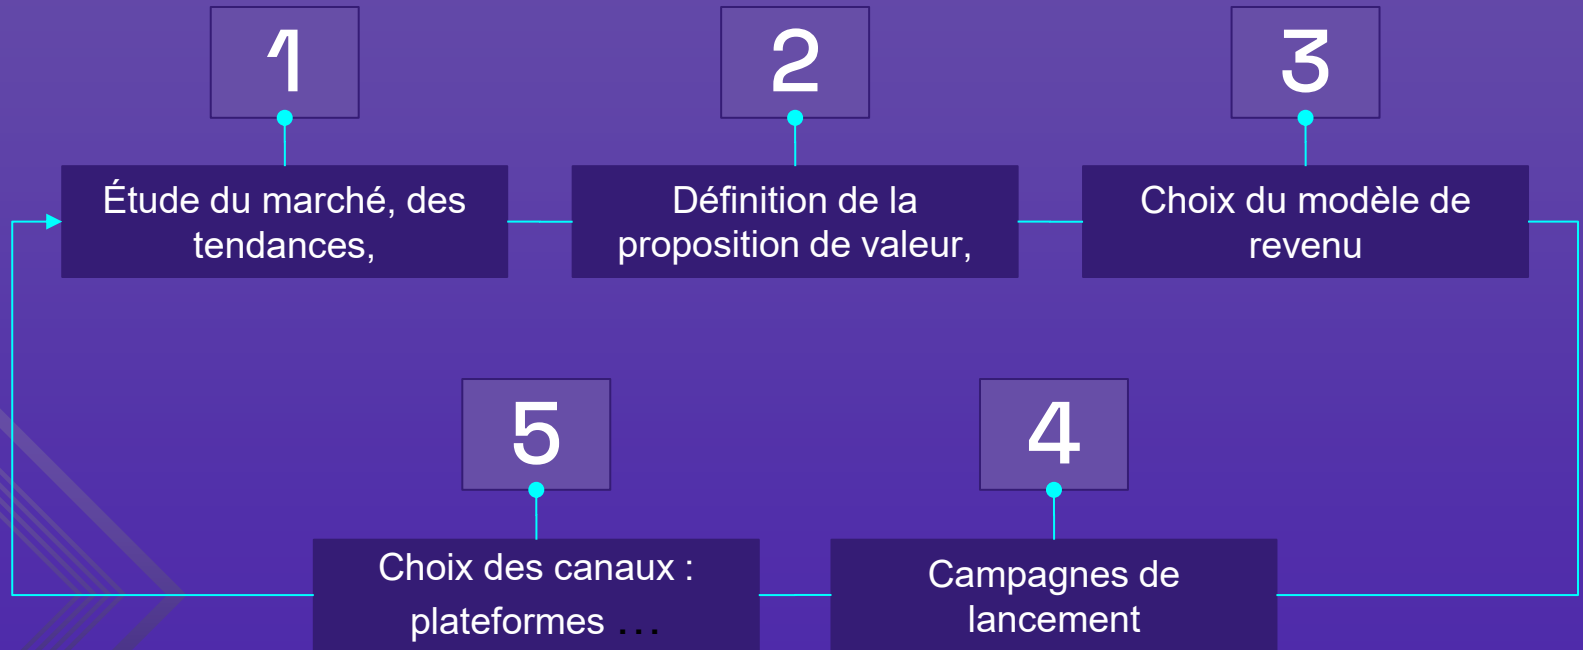 1
Étude du marché, des
tendances,
2
Définition de la
proposition de valeur,
3
Choix du modèle de
revenu
4
Campagnes de
lancement
5
Choix des canaux :
plateformes ...